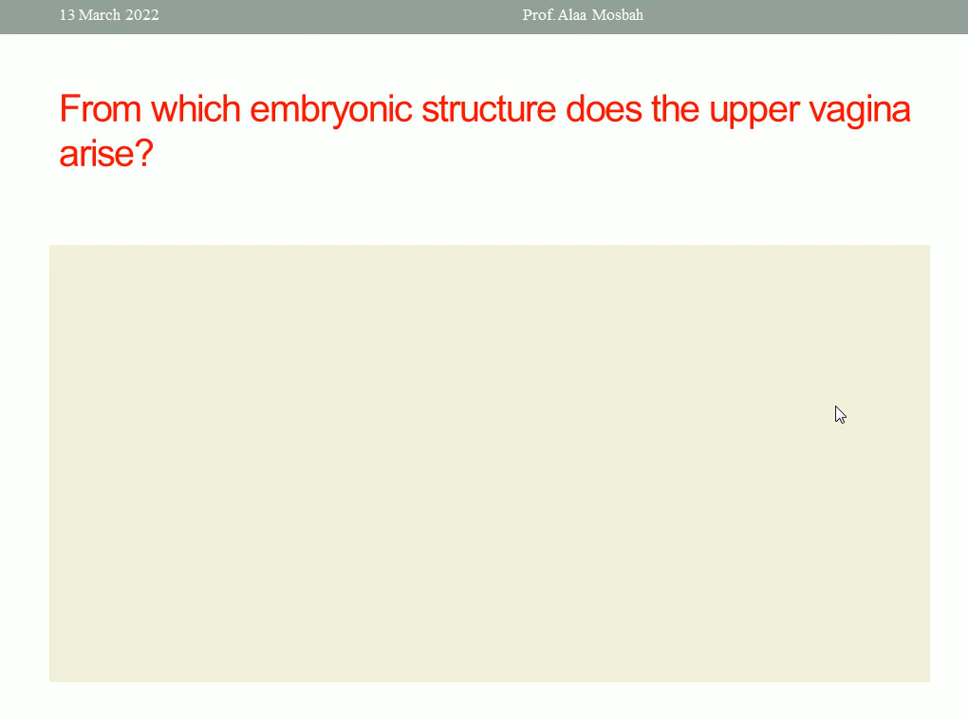 13 March 2022 Prof. Alaa Mosbah
From which embryonic structure does the upper vagina
arise?